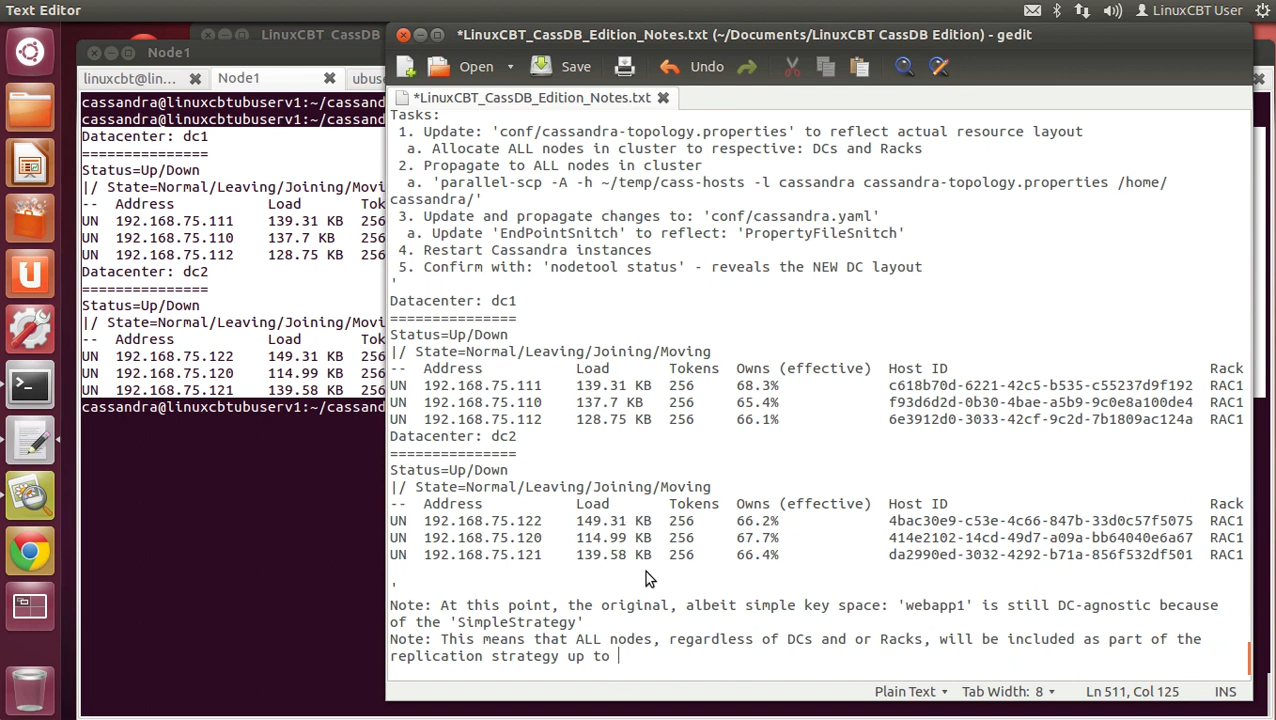 Text Editor
LinuxCBT User
LinuxCBT CassDB
*LinuxCBT_CassDB_Edition_Notes.txt (~/Documents/LinuxCBT CassDB Edition) - gedit
Node1
Open
Save
Undo
linuxcbt@lin...
Node1
ubuse
*LinuxCBT_CassDB_Edition_Notes.txt
cassandra@linuxcbtubuserv1:~/cassand
cassandra@linuxcbtubuserv1:~/cassand
Datacenter: dc1
===============
Status=Up/Down
|/ State=Normal/Leaving/Joining/Movi
-- Address Load Tok
UN 192.168.75.111 139.31 KB 256
UN 192.168.75.110 137.7 KB 256
UN 192.168.75.112 128.75 KB 256
Datacenter: dc2
===============
Status=Up/Down
|/ State=Normal/Leaving/Joining/Movi
-- Address Load Tok
UN 192.168.75.122 149.31 KB 256
UN 192.168.75.120 114.99 KB 256
UN 192.168.75.121 139.58 KB 256
cassandra@linuxcbtubuserv1:~/cassand
Tasks:
1. Update: 'conf/cassandra-topology.properties' to reflect actual resource layout
a. Allocate ALL nodes in cluster to respective: DCs and Racks
2. Propagate to ALL nodes in cluster
a. 'parallel-scp -A -h ~/temp/cass-hosts -l cassandra cassandra-topology.properties /home/
cassandra/'
3. Update and propagate changes to: 'conf/cassandra.yaml'
a. Update 'EndPointSnitch' to reflect: 'PropertyFileSnitch'
4. Restart Cassandra instances
5. Confirm with: 'nodetool status' - reveals the NEW DC layout
'
Datacenter: dc1
===============
Status=Up/Down
|/ State=Normal/Leaving/Joining/Moving
-- Address Load Tokens Owns (effective) Host ID Rack
UN 192.168.75.111 139.31 KB 256 68.3% c618b70d-6221-42c5-b535-c55237d9f192 RAC1
UN 192.168.75.110 137.7 KB 256 65.4% f93d6d2d-0b30-4bae-a5b9-9c0e8a100de4 RAC1
UN 192.168.75.112 128.75 KB 256 66.1% 6e3912d0-3033-42cf-9c2d-7b1809ac124a RAC1
Datacenter: dc2
===============
Status=Up/Down
|/ State=Normal/Leaving/Joining/Moving
-- Address Load Tokens Owns (effective) Host ID Rack
UN 192.168.75.122 149.31 KB 256 66.2% 4bac30e9-c53e-4c66-847b-33d0c57f5075 RAC1
UN 192.168.75.120 114.99 KB 256 67.7% 414e2102-14cd-49d7-a09a-bb64040e6a67 RAC1
UN 192.168.75.121 139.58 KB 256 66.4% da2990ed-3032-4292-b71a-856f532df501 RAC1
'
Note: At this point, the original, albeit simple key space: 'webapp1' is still DC-agnostic because
of the 'SimpleStrategy'
Note: This means that ALL nodes, regardless of DCs and or Racks, will be included as part of the
replication strategy up to
Plain Text
Tab Width: 8
Ln 511, Col 125
INS